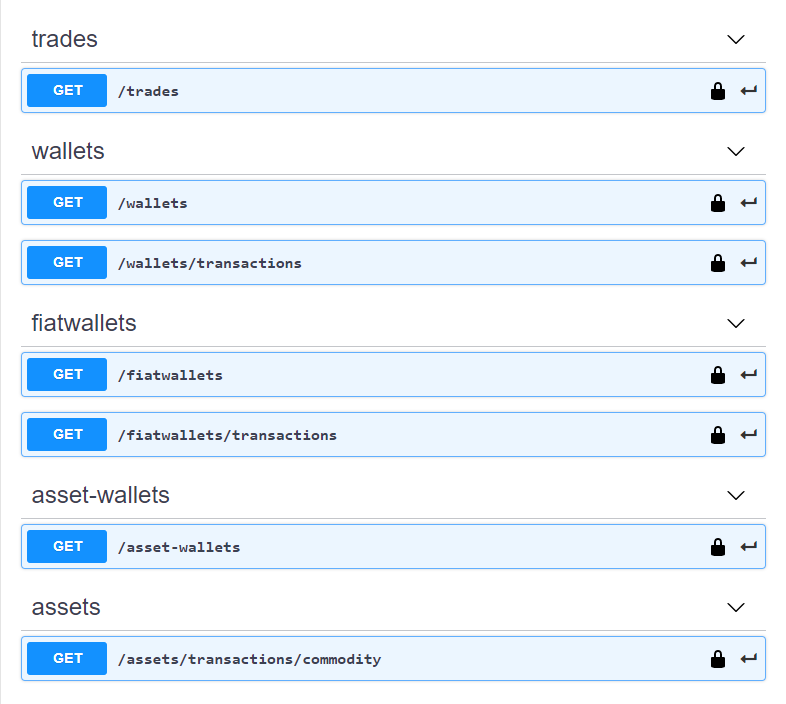 trades
GET /trades
wallets
GET /wallets
GET /wallets/transactions
fiatwallets
GET /fiatwallets
GET /fiatwallets/transactions
asset-wallets
GET /asset-wallets
assets
GET /assets/transactions/commodity